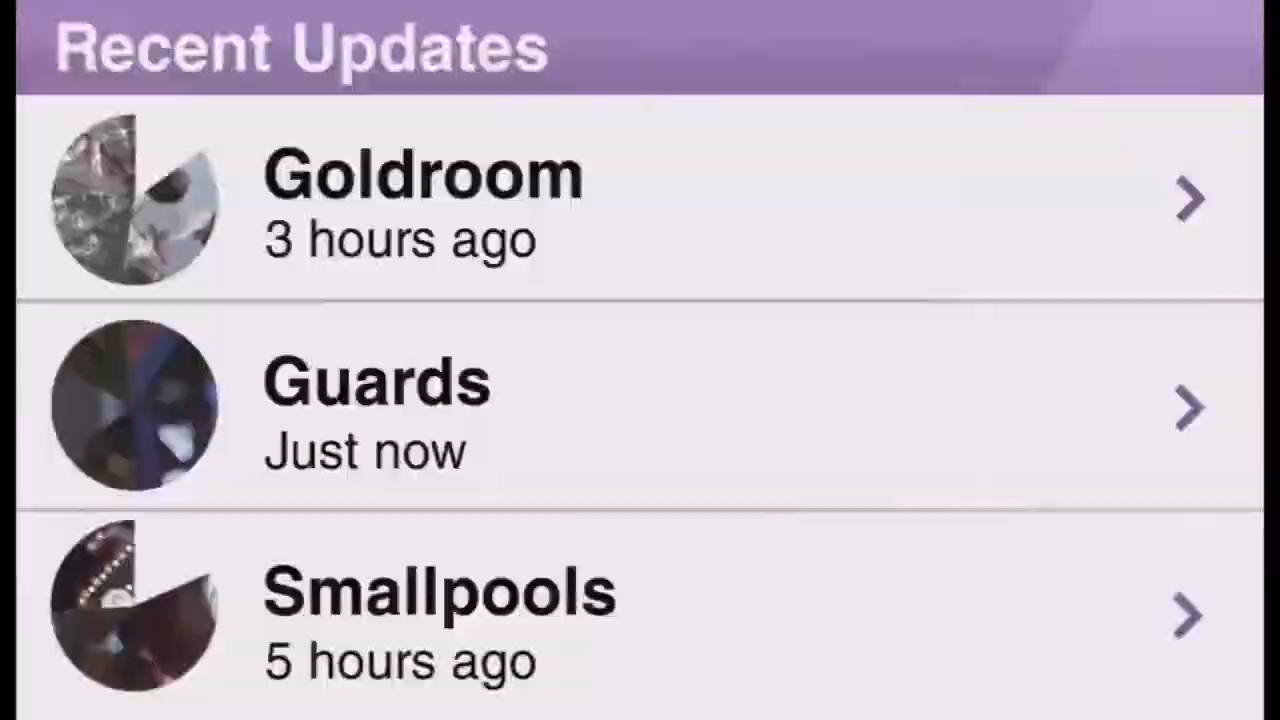 Recent Updates
Goldroom
3 hours ago
Guards
Just now
Smallpools
5 hours ago